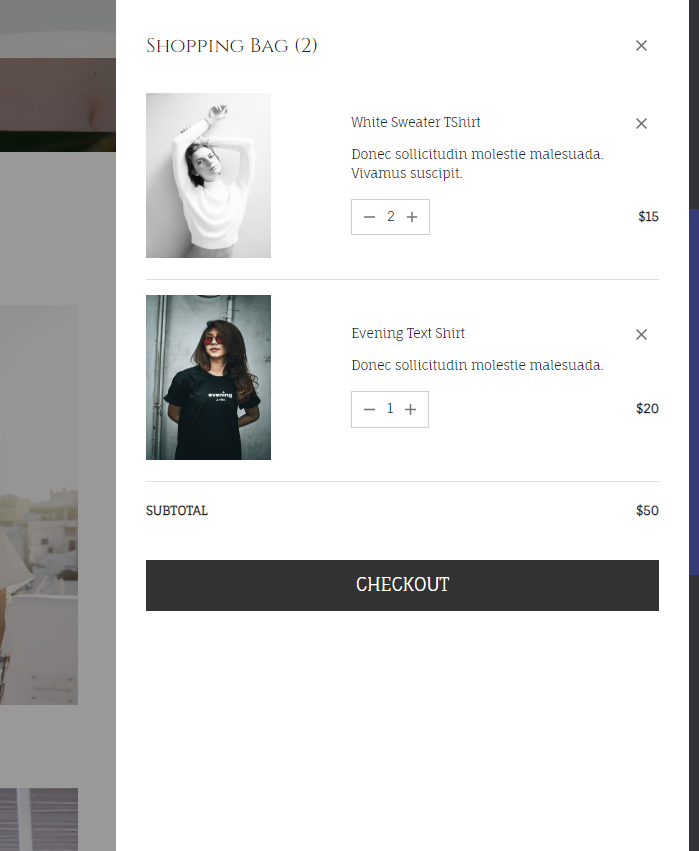 Shopping Bag (2)
White Sweater TShirt
Donec sollicitudin molestie malesuada.
Vivamus suscipit.
2
$15
evening
Evening Text Shirt
Donec sollicitudin molestie malesuada.
1
$20
SUBTOTAL
$50
CHECKOUT